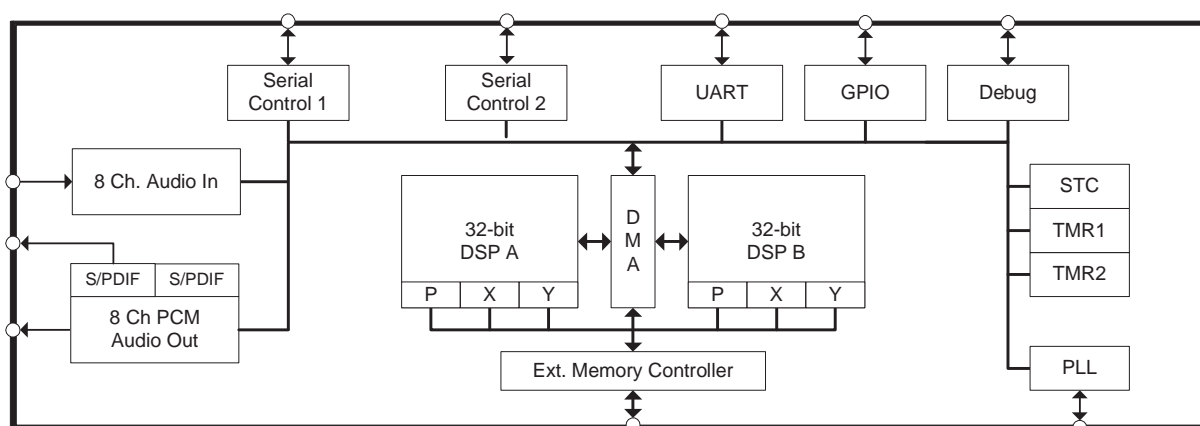 Serial
Control 1
Serial
Control 2
UART
GPIO
Debug
8 Ch. Audio In
S/PDIF
S/PDIF
8 Ch PCM
Audio Out
32-bit
DSP A
P
X
Y
D
M
A
32-bit
DSP B
P
X
Y
Ext. Memory Controller
STC
TMR1
TMR2
PLL